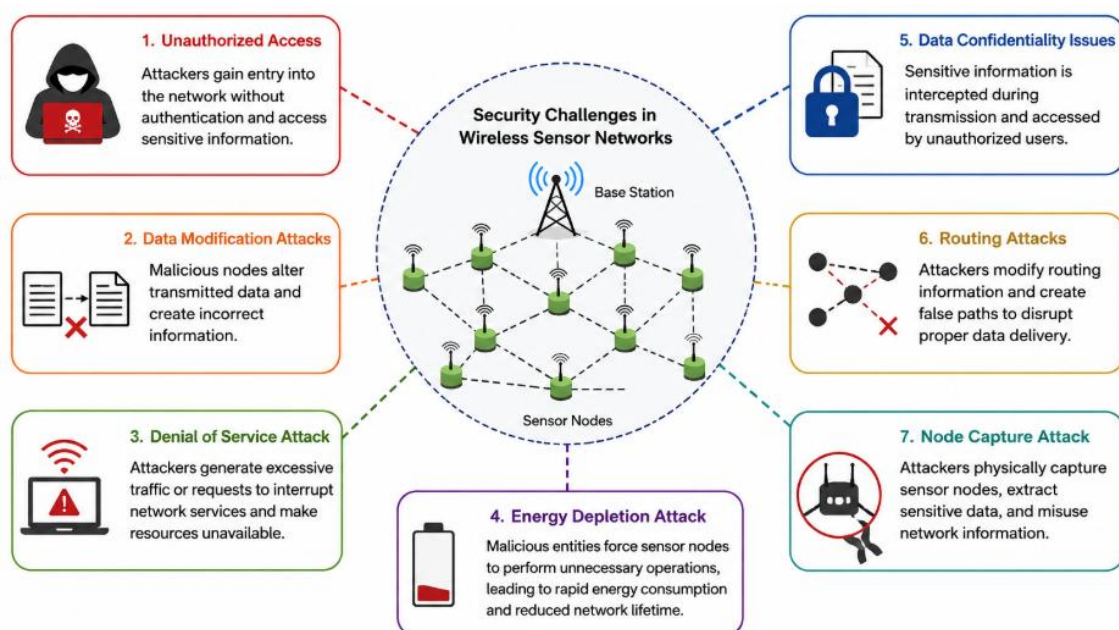 Security Challenges in
Wireless Sensor Networks
Base Station
Sensor Nodes
1. Unauthorized Access
Attackers gain entry into
the network without
authentication and access
sensitive information.
2. Data Modification Attacks
Malicious nodes alter
transmitted data and
create incorrect
information.
3. Denial of Service Attack
Attackers generate excessive
traffic or requests to interrupt
network services and make
resources unavailable.
4. Energy Depletion Attack
Malicious entities force sensor nodes
to perform unnecessary operations,
leading to rapid energy consumption
and reduced network lifetime.
5. Data Confidentiality Issues
Sensitive information is
intercepted during
transmission and accessed
by unauthorized users.
6. Routing Attacks
Attackers modify routing
information and create
false paths to disrupt
proper data delivery.
7. Node Capture Attack
Attackers physically capture
sensor nodes, extract
sensitive data, and misuse
network information.